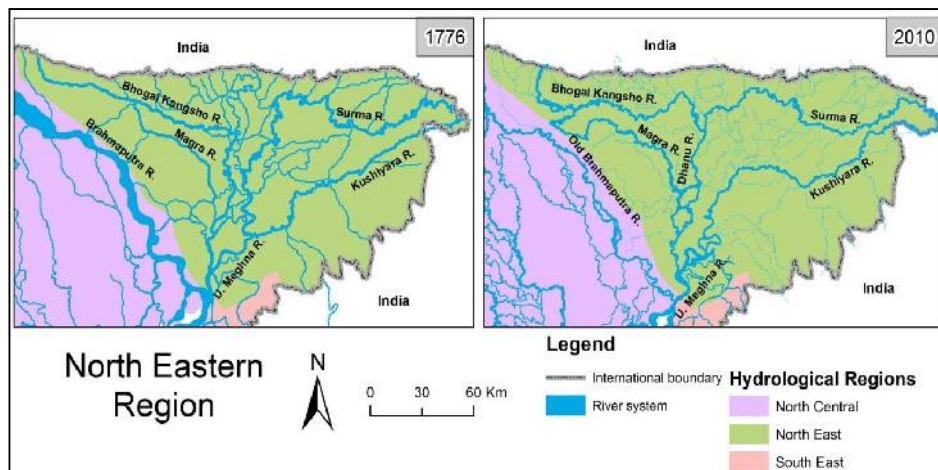 India
1776
Bhogai Kangsho R.
Surma R.
Brahmaputra R.
Magra R.
Kushiyara R.
U. Meghna R.
India
India
2010
Bhogai Kangsho R.
Surma R.
Magra R.
Dhanu R.
Old Brahmaputra R.
Kushiyara R.
U. Meghna R.
India
North Eastern
Region
N
0 30 60 Km
Legend
International boundary
River system
Hydrological Regions
North Central
North East
South East